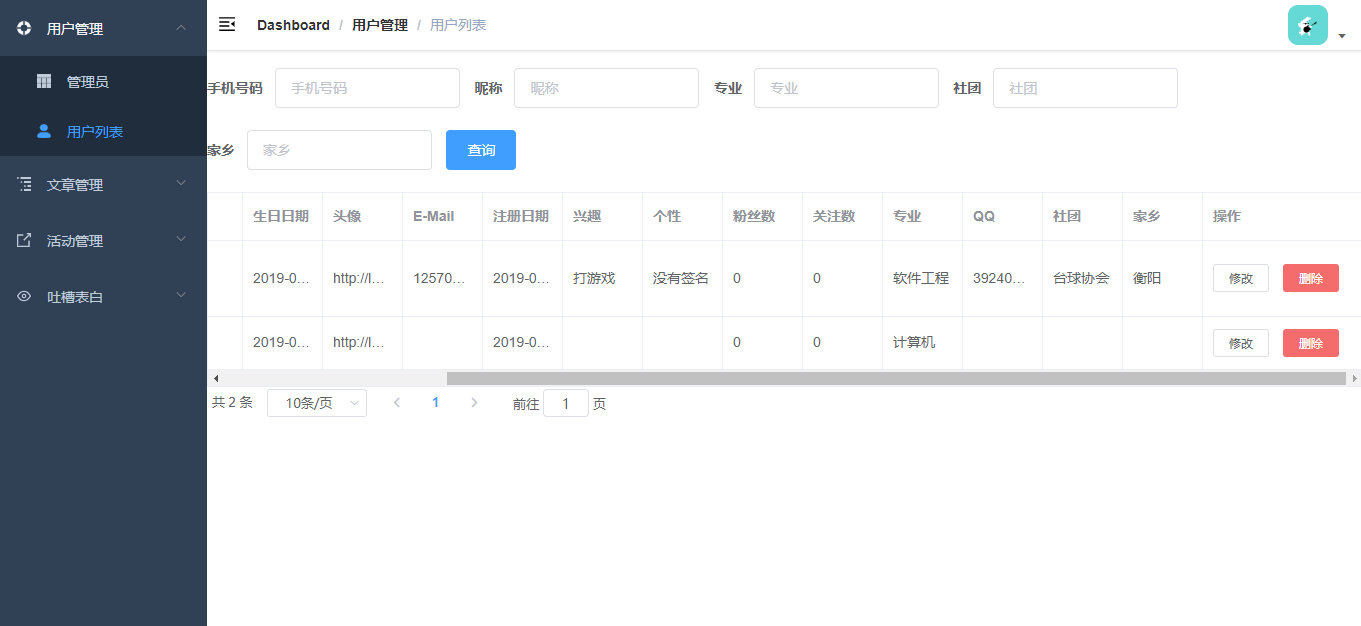 用户管理
管理员
用户列表
文章管理
活动管理
吐槽表白
Dashboard / 用户管理 / 用户列表
手机号码 手机号码 昵称 昵称 专业 专业 社团 社团
家乡 家乡 查询
生日日期 头像 E-Mail 注册日期 兴趣 个性 粉丝数 关注数 专业 QQ 社团 家乡 操作
2019-0... http://l... 12570... 2019-0... 打游戏 没有签名 0 0 软件工程 39240... 台球协会 衡阳 修改 删除
2019-0... http://l... 2019-0... 0 0 计算机 修改 删除
共 2 条 10条/页 1 前往 1 页